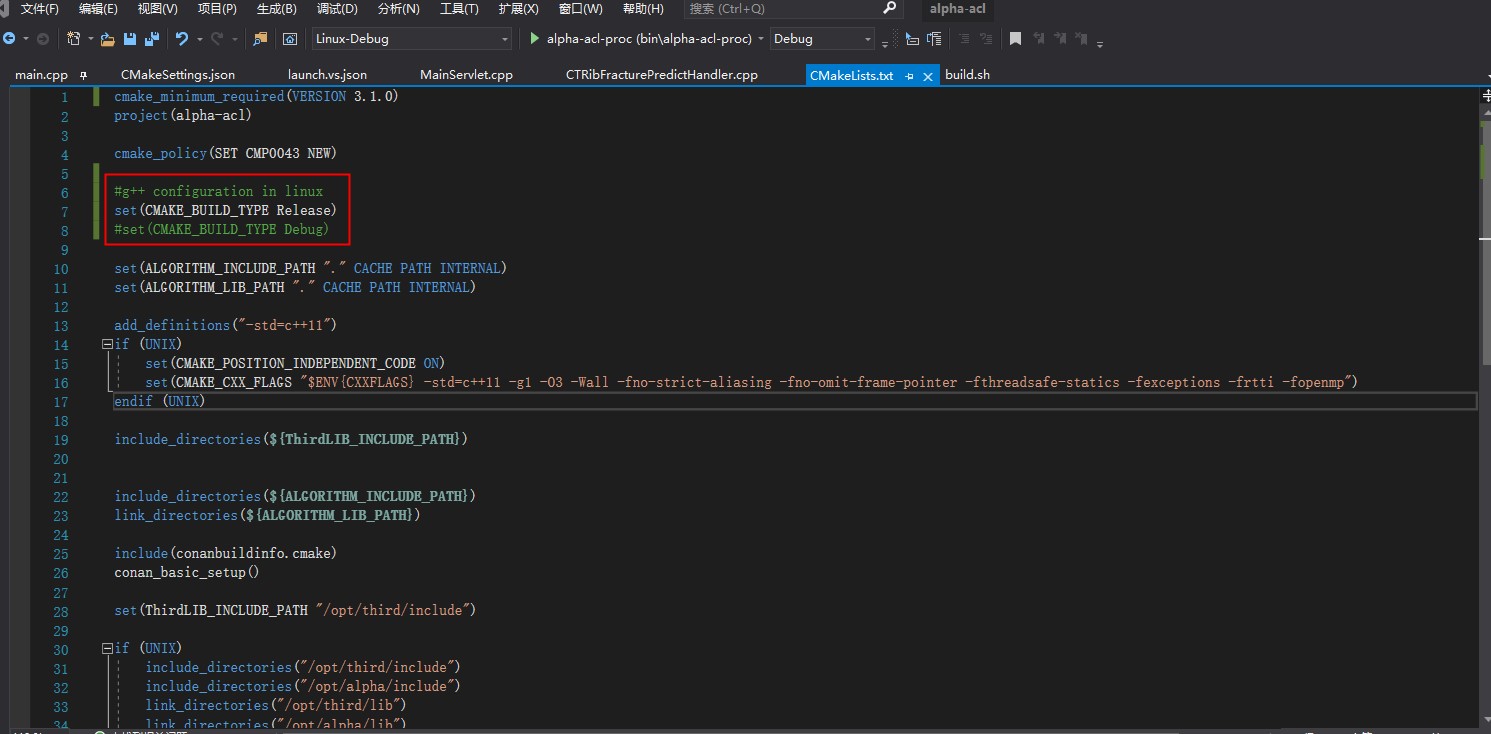 文件(F) 编辑(E) 视图(V) 项目(P) 生成(B) 调试(D) 分析(N) 工具(T) 扩展(X) 窗口(W) 帮助(H) 搜索 (Ctrl+Q) alpha-acl
Linux-Debug alpha-acl-proc (bin\alpha-acl-proc) Debug
main.cpp CMakeSettings.json launch.vs.json MainServlet.cpp CTRibFracturePredictHandler.cpp CMakeLists.txt build.sh
1 cmake_minimum_required(VERSION 3.1.0)
2 project(alpha-acl)
3
4 cmake_policy(SET CMP0043 NEW)
5
6 #g++ configuration in linux
7 set(CMAKE_BUILD_TYPE Release)
8 #set(CMAKE_BUILD_TYPE Debug)
9
10 set(ALGORITHM_INCLUDE_PATH "." CACHE PATH INTERNAL)
11 set(ALGORITHM_LIB_PATH "." CACHE PATH INTERNAL)
12
13 add_definitions("-std=c++11")
14 if (UNIX)
15 set(CMAKE_POSITION_INDEPENDENT_CODE ON)
16 set(CMAKE_CXX_FLAGS "$ENV{CXXFLAGS} -std=c++11 -g1 -O3 -Wall -fno-strict-aliasing -fno-omit-frame-pointer -fthreadsafe-statics -fexceptions -frtti -fopenmp")
17 endif (UNIX)
18
19 include_directories(${ThirdLIB_INCLUDE_PATH})
20
21
22 include_directories(${ALGORITHM_INCLUDE_PATH})
23 link_directories(${ALGORITHM_LIB_PATH})
24
25 include(conanbuildinfo.cmake)
26 conan_basic_setup()
27
28 set(ThirdLIB_INCLUDE_PATH "/opt/third/include")
29
30 if (UNIX)
31 include_directories("/opt/third/include")
32 include_directories("/opt/alpha/include")
33 link_directories("/opt/third/lib")
34 link_directories("/opt/alpha/lib")